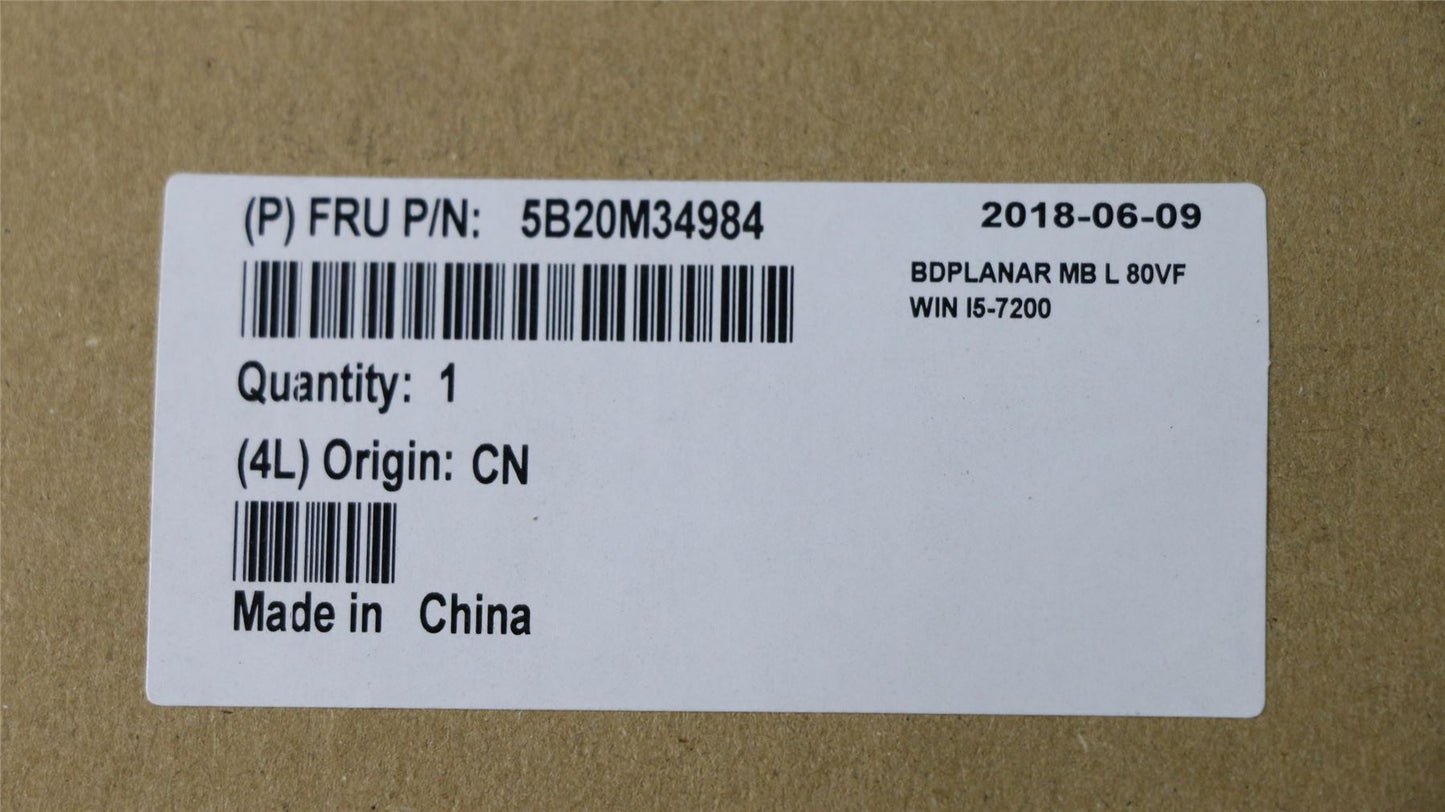 (P) FRU P/N: 5B20M34984
2018-06-09
BDPLANAR MB L 80VF
WIN I5-7200
Quantity: 1
(4L) Origin: CN
Made in China